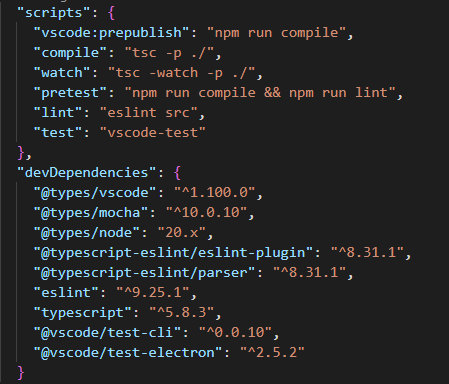 "scripts": {
"vscode:prepublish": "npm run compile",
"compile": "tsc -p ./",
"watch": "tsc -watch -p ./",
"pretest": "npm run compile && npm run lint",
"lint": "eslint src",
"test": "vscode-test"
},
"devDependencies": {
"@types/vscode": "^1.100.0",
"@types/mocha": "^10.0.10",
"@types/node": "20.x",
"@typescript-eslint/eslint-plugin": "^8.31.1",
"@typescript-eslint/parser": "^8.31.1",
"eslint": "^9.25.1",
"typescript": "^5.8.3",
"@vscode/test-cli": "^0.0.10",
"@vscode/test-electron": "^2.5.2"
}